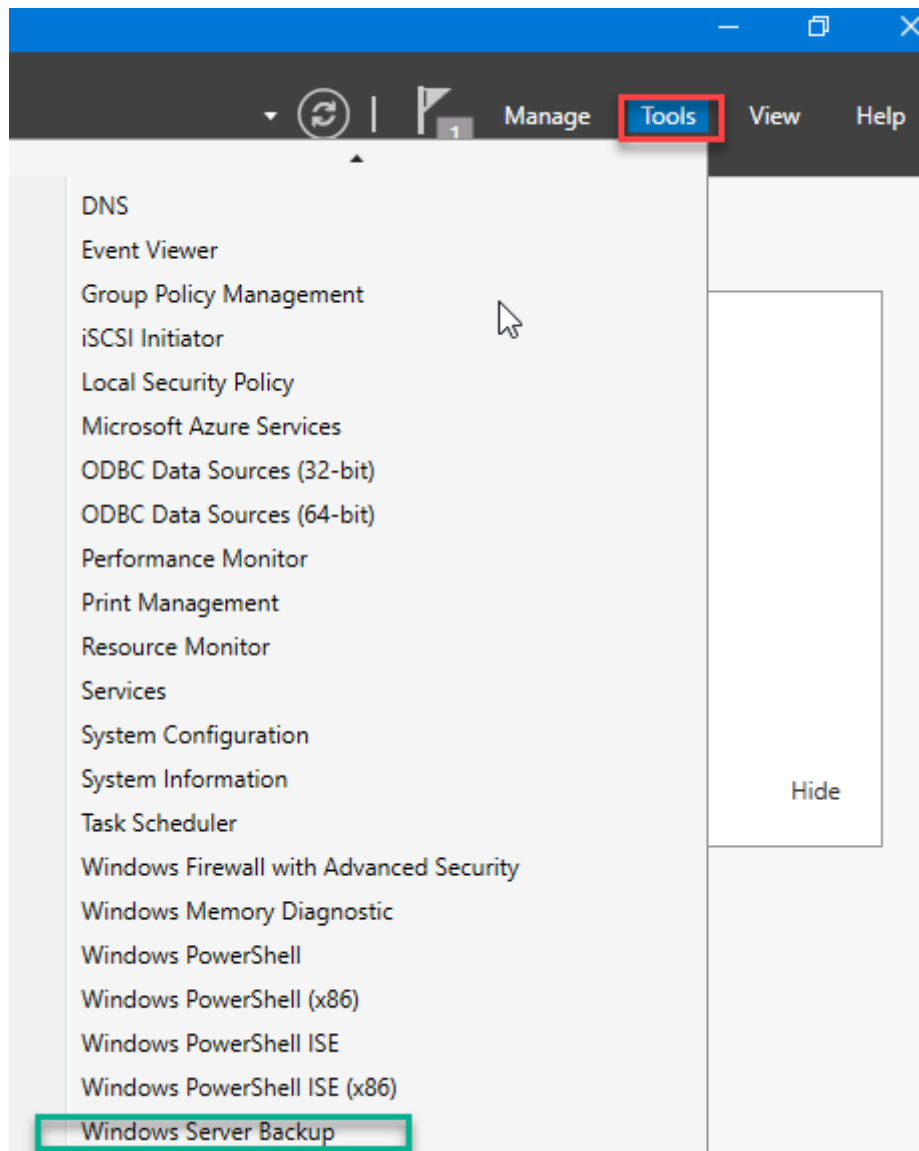 1 Manage Tools View Help
DNS
Event Viewer
Group Policy Management
iSCSI Initiator
Local Security Policy
Microsoft Azure Services
ODBC Data Sources (32-bit)
ODBC Data Sources (64-bit)
Performance Monitor
Print Management
Resource Monitor
Services
System Configuration
System Information
Hide
Task Scheduler
Windows Firewall with Advanced Security
Windows Memory Diagnostic
Windows PowerShell
Windows PowerShell (x86)
Windows PowerShell ISE
Windows PowerShell ISE (x86)
Windows Server Backup